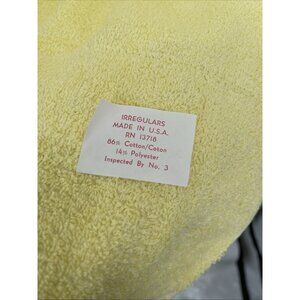 IRREGULARS
MADE IN U.S.A.
RN 13718
86% Cotton/Coton
14% Polyester
Inspected By No. 3